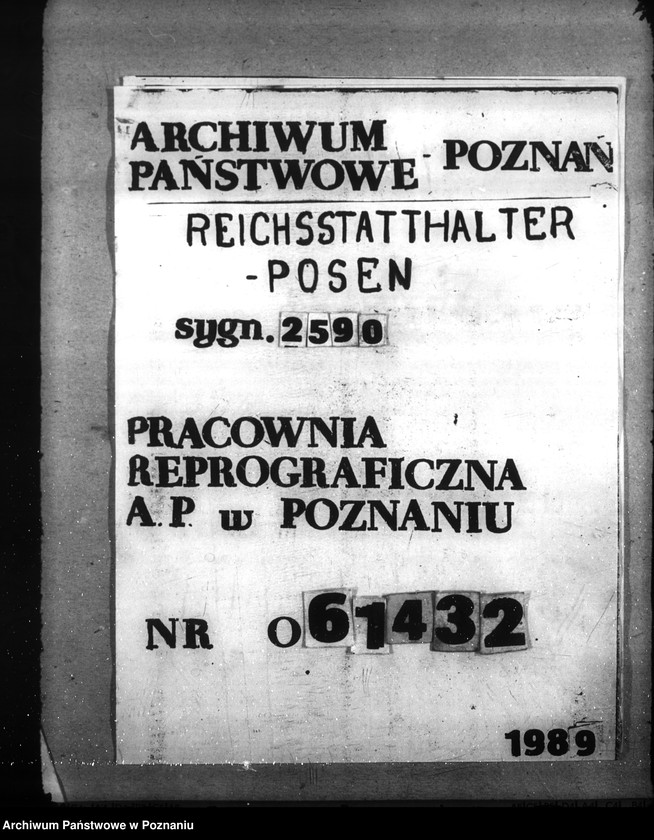 ARCHIWUM
PAŃSTWOWE - POZNAŃ
REICHSSTATTHALTER
- POSEN
sygn. 2590
PRACOWNIA
REPROGRAFICZNA
A.P. w POZNANIU
NR O 61432
1989
Archiwum Państwowe w Poznaniu